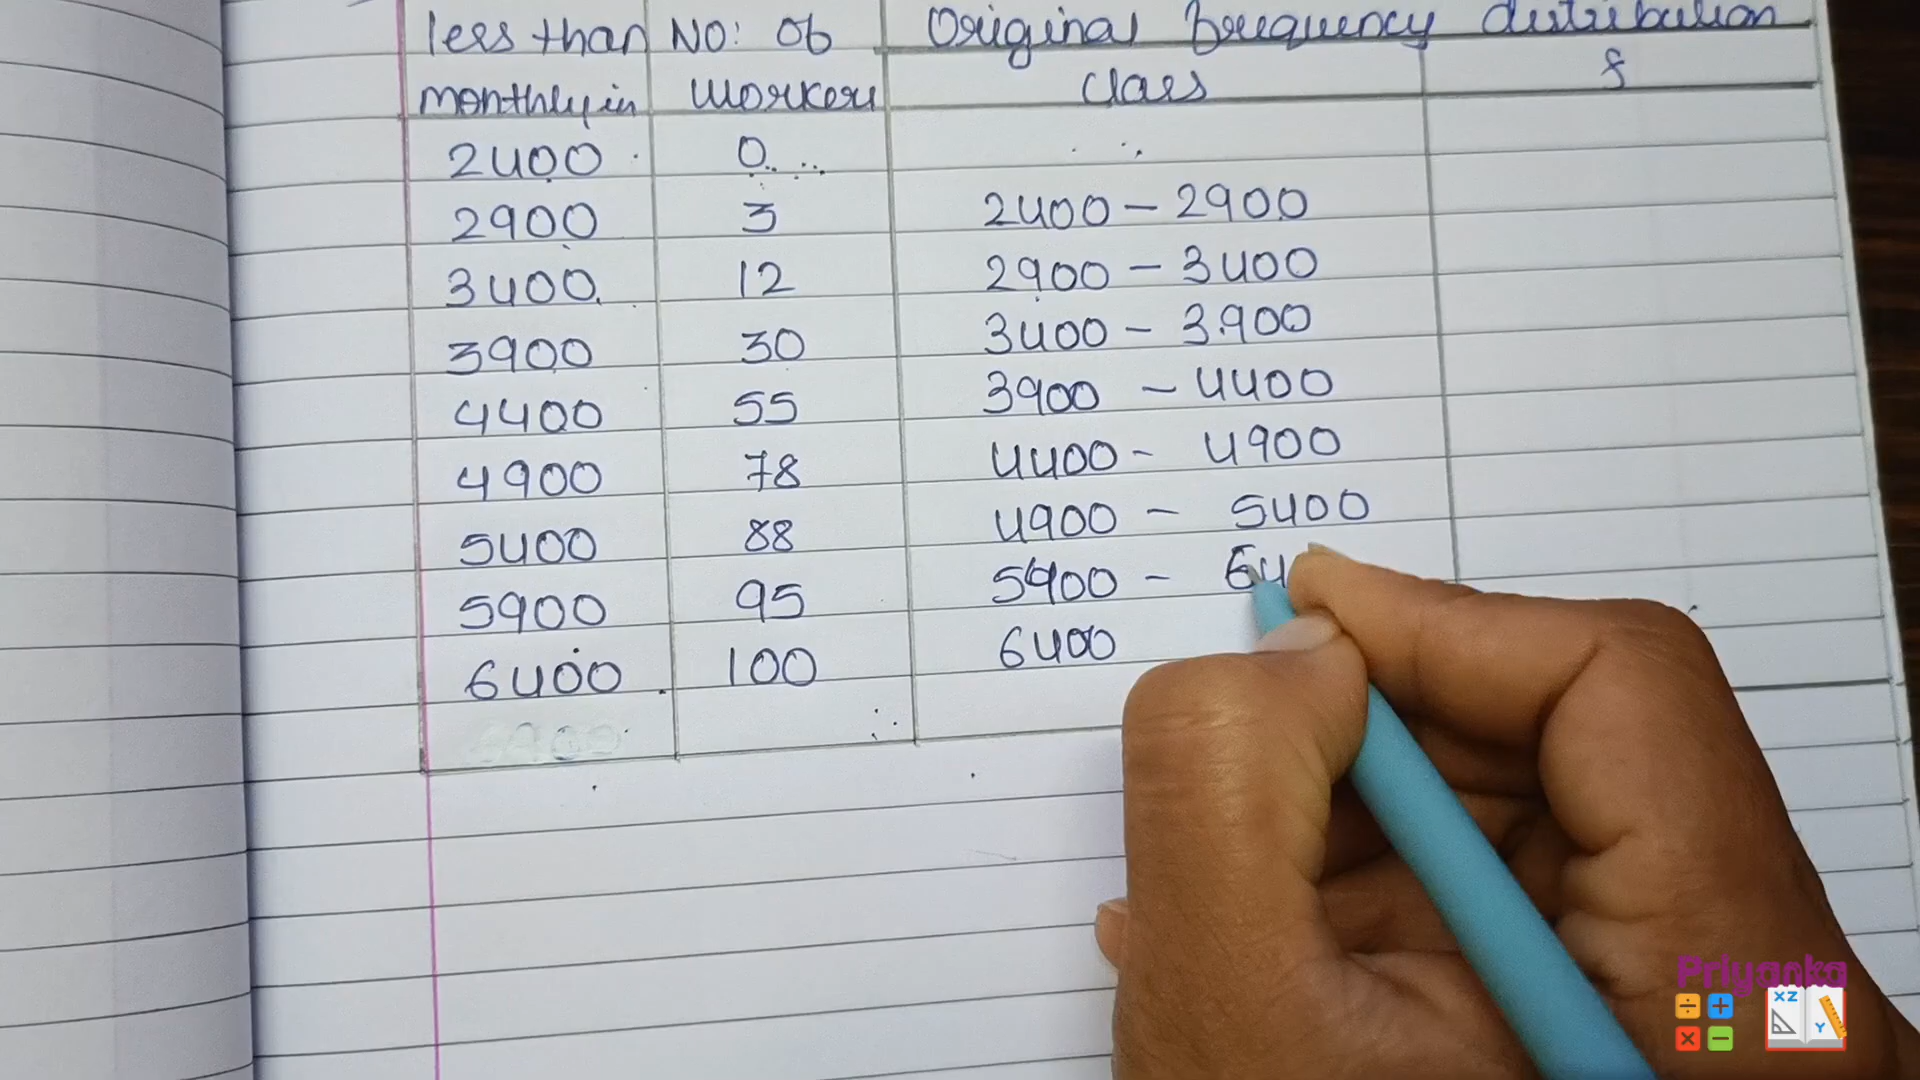 less than No: of Original frequency distribution
monthly in workers class f
2400 0
2900 3 2400 - 2900
3400 12 2900 - 3400
3900 30 3400 - 3900
4400 55 3900 - 4400
4900 78 4400 - 4900
5400 88 4900 - 5400
5900 95 5900 - 64
6400 100 6400
Priyanka
XZ
Y